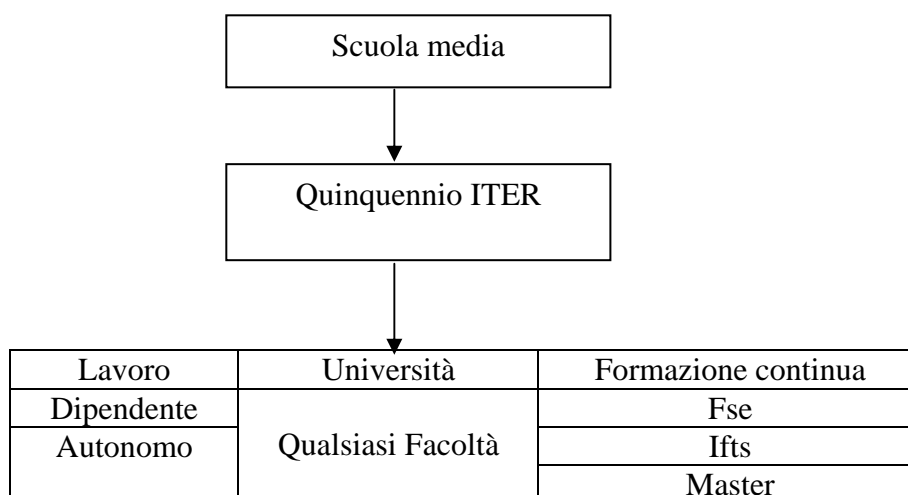 Scuola media
Quinquennio ITER
Lavoro Università Formazione continua
Dipendente Fse
Autonomo Qualsiasi Facoltà Ifts
Master